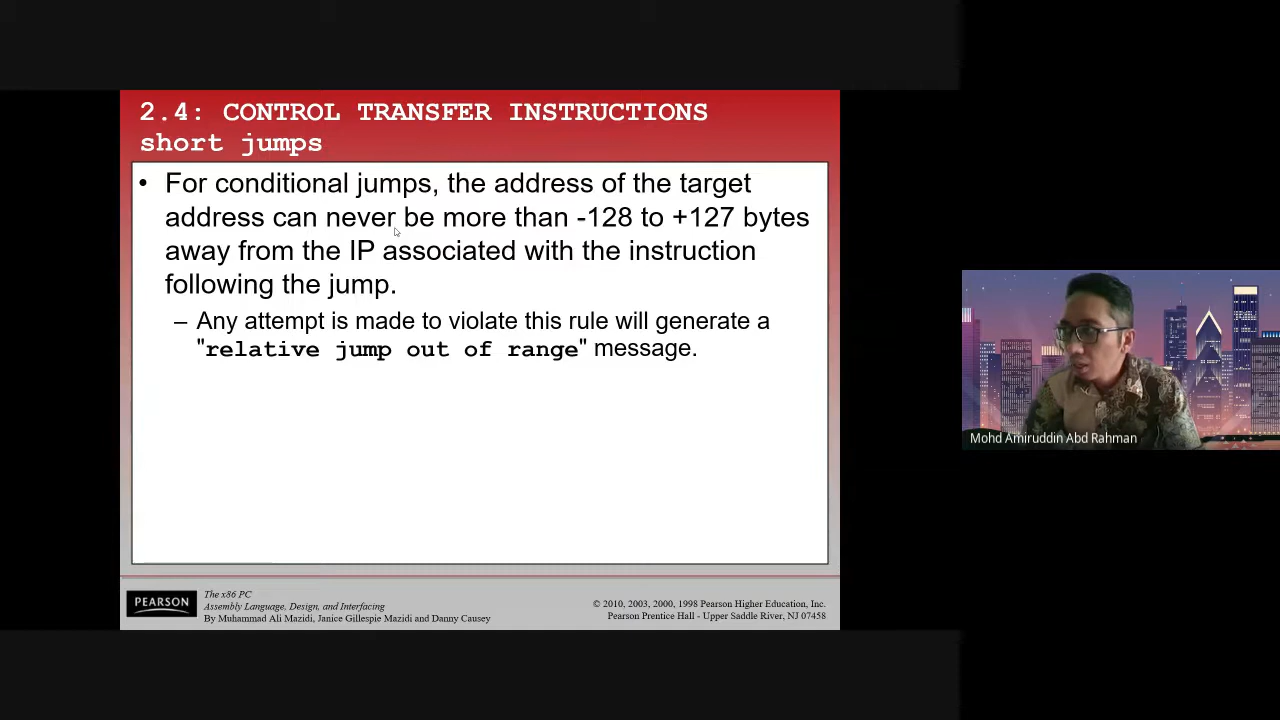 2.4: CONTROL TRANSFER INSTRUCTIONS
short jumps
• For conditional jumps, the address of the target
address can never be more than -128 to +127 bytes
away from the IP associated with the instruction
following the jump.
– Any attempt is made to violate this rule will generate a
"relative jump out of range" message.
PEARSON
The x86 PC
Assembly Language, Design, and Interfacing
By Muhammad Ali Mazidi, Janice Gillespie Mazidi and Danny Causey
© 2010, 2003, 2000, 1998 Pearson Higher Education, Inc.
Pearson Prentice Hall - Upper Saddle River, NJ 07458
Mohd Amiruddin Abd Rahman